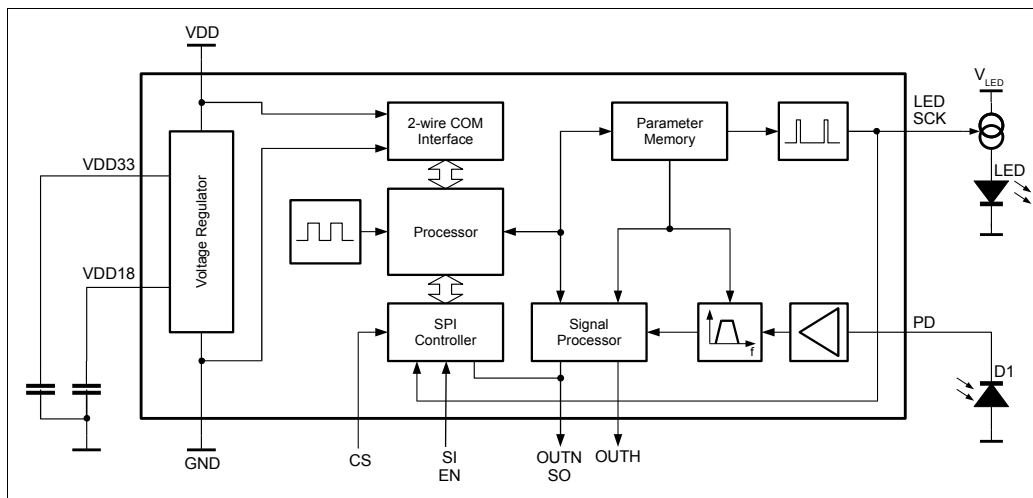 VDD
V_LED
LED
SCK
2-wire COM
Interface
Parameter
Memory
VDD33
LED
Voltage Regulator
Processor
VDD18
SPI
Controller
Signal
Processor
f
PD
D1
GND
CS
SI
EN
OUTN
SO
OUTH